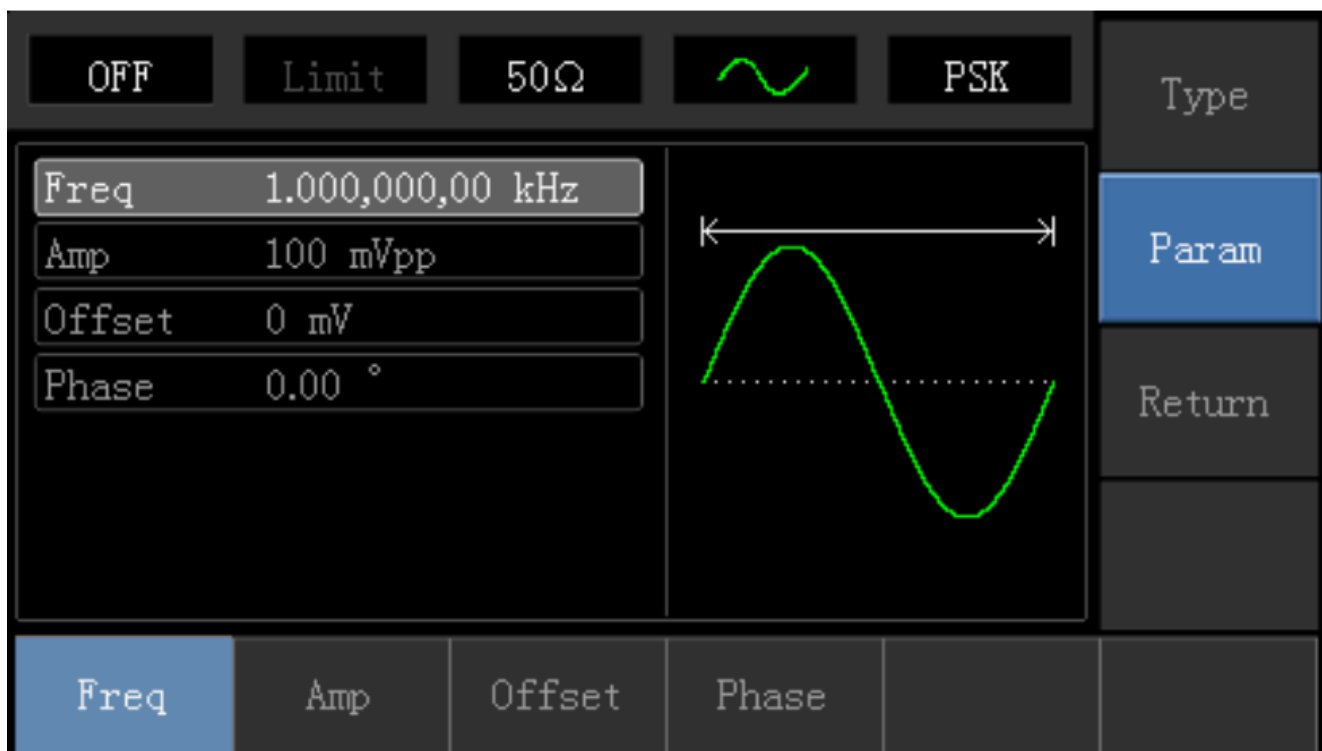 OFF Limit 50Ω PSK
Type
Freq 1.000,000,00 kHz
Amp 100 mVpp
Offset 0 mV
Phase 0.00 °
Param
Return
Freq Amp Offset Phase